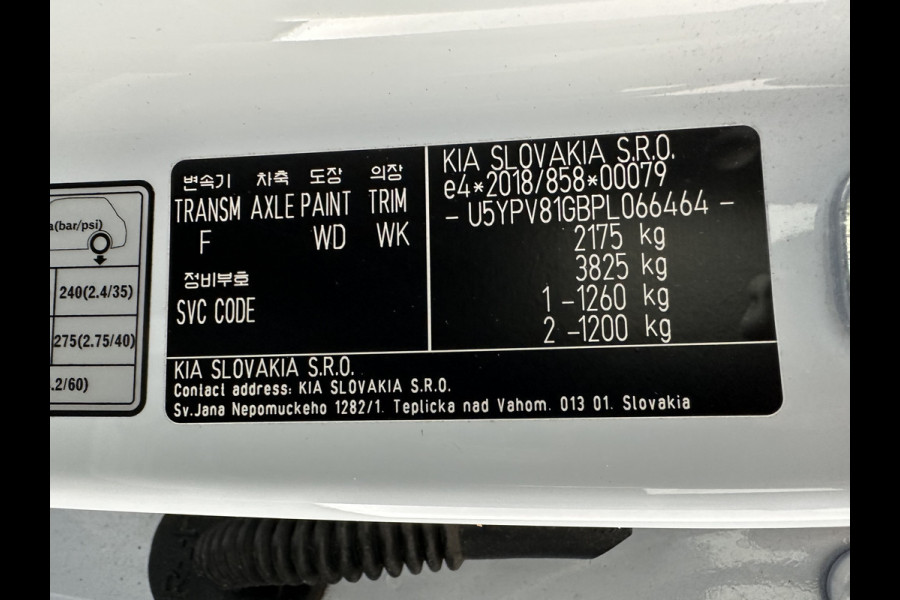 a(bar/psi)
240(2.4/35)
275(2.75/40)
.2/60)
변속기 차축 도장 의장
TRANSM AXLE PAINT TRIM
F WD WK
정비부호
SVC CODE
KIA SLOVAKIA S.R.O.
e4*2018/858*00079
- U5YPV81GBPL066464 -
2175 kg
3825 kg
1 -1260 kg
2 -1200 kg
KIA SLOVAKIA S.R.O.
Contact address: KIA SLOVAKIA S.R.O.
Sv.Jana Nepomuckeho 1282/1. Teplicka nad Vahom. 013 01. Slovakia